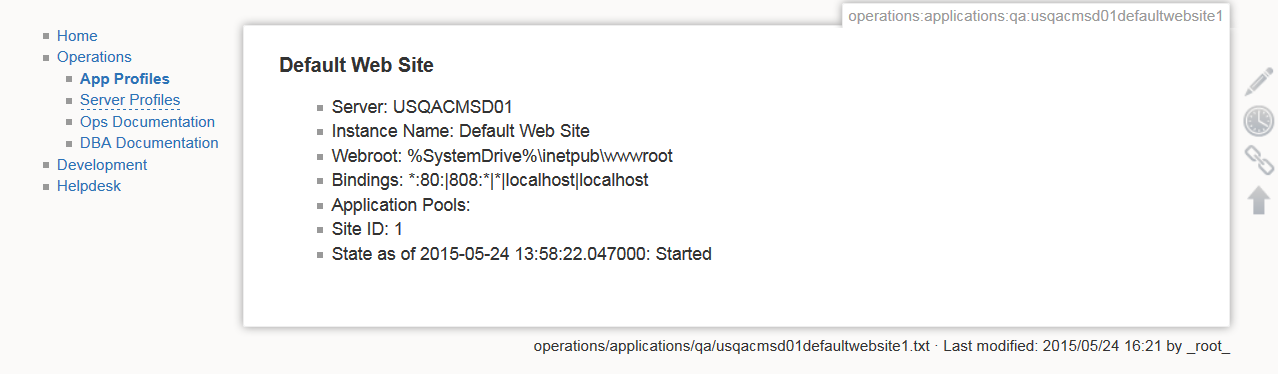 operations:applications:qa:usqacmsd01defaultwebsite1
Home
Operations
App Profiles
Server Profiles
Ops Documentation
DBA Documentation
Development
Helpdesk
Default Web Site
Server: USQACMSD01
Instance Name: Default Web Site
Webroot: %SystemDrive%\inetpub\wwwroot
Bindings: *:80:|808:*|*|localhost|localhost
Application Pools:
Site ID: 1
State as of 2015-05-24 13:58:22.047000: Started
operations/applications/qa/usqacmsd01defaultwebsite1.txt · Last modified: 2015/05/24 16:21 by _root_